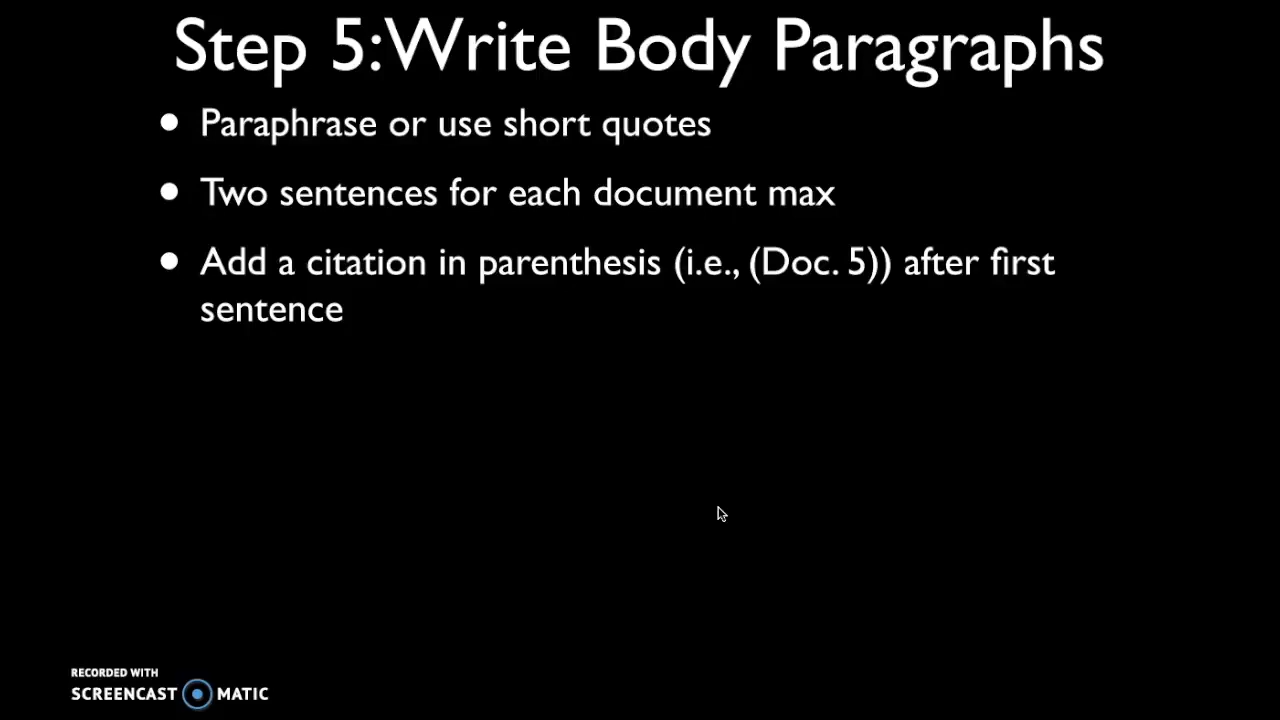 Step 5:Write Body Paragraphs
• Paraphrase or use short quotes
• Two sentences for each document max
• Add a citation in parenthesis (i.e., (Doc. 5)) after first
sentence
RECORDED WITH
SCREENCAST MATIC